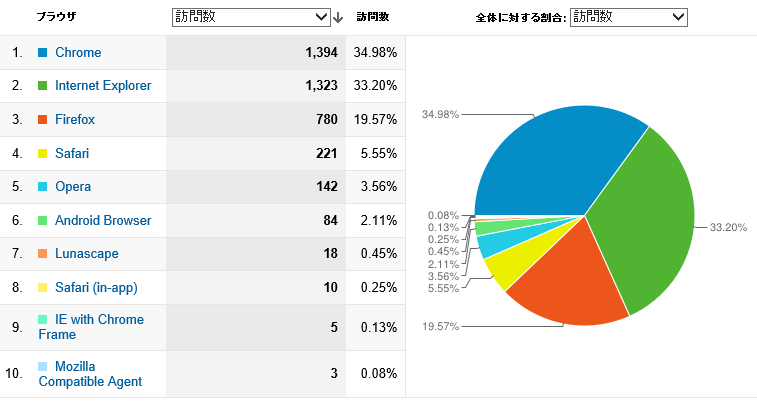 ブラウザ 訪問数 訪問数 全体に対する割合: 訪問数
1. Chrome 1,394 34.98%
2. Internet Explorer 1,323 33.20%
3. Firefox 780 19.57%
4. Safari 221 5.55%
5. Opera 142 3.56%
6. Android Browser 84 2.11%
7. Lunascape 18 0.45%
8. Safari (in-app) 10 0.25%
9. IE with Chrome
Frame 5 0.13%
10. Mozilla
Compatible Agent 3 0.08%
34.98%
0.08%
0.13%
0.25%
0.45%
2.11%
3.56%
5.55%
19.57%
33.20%